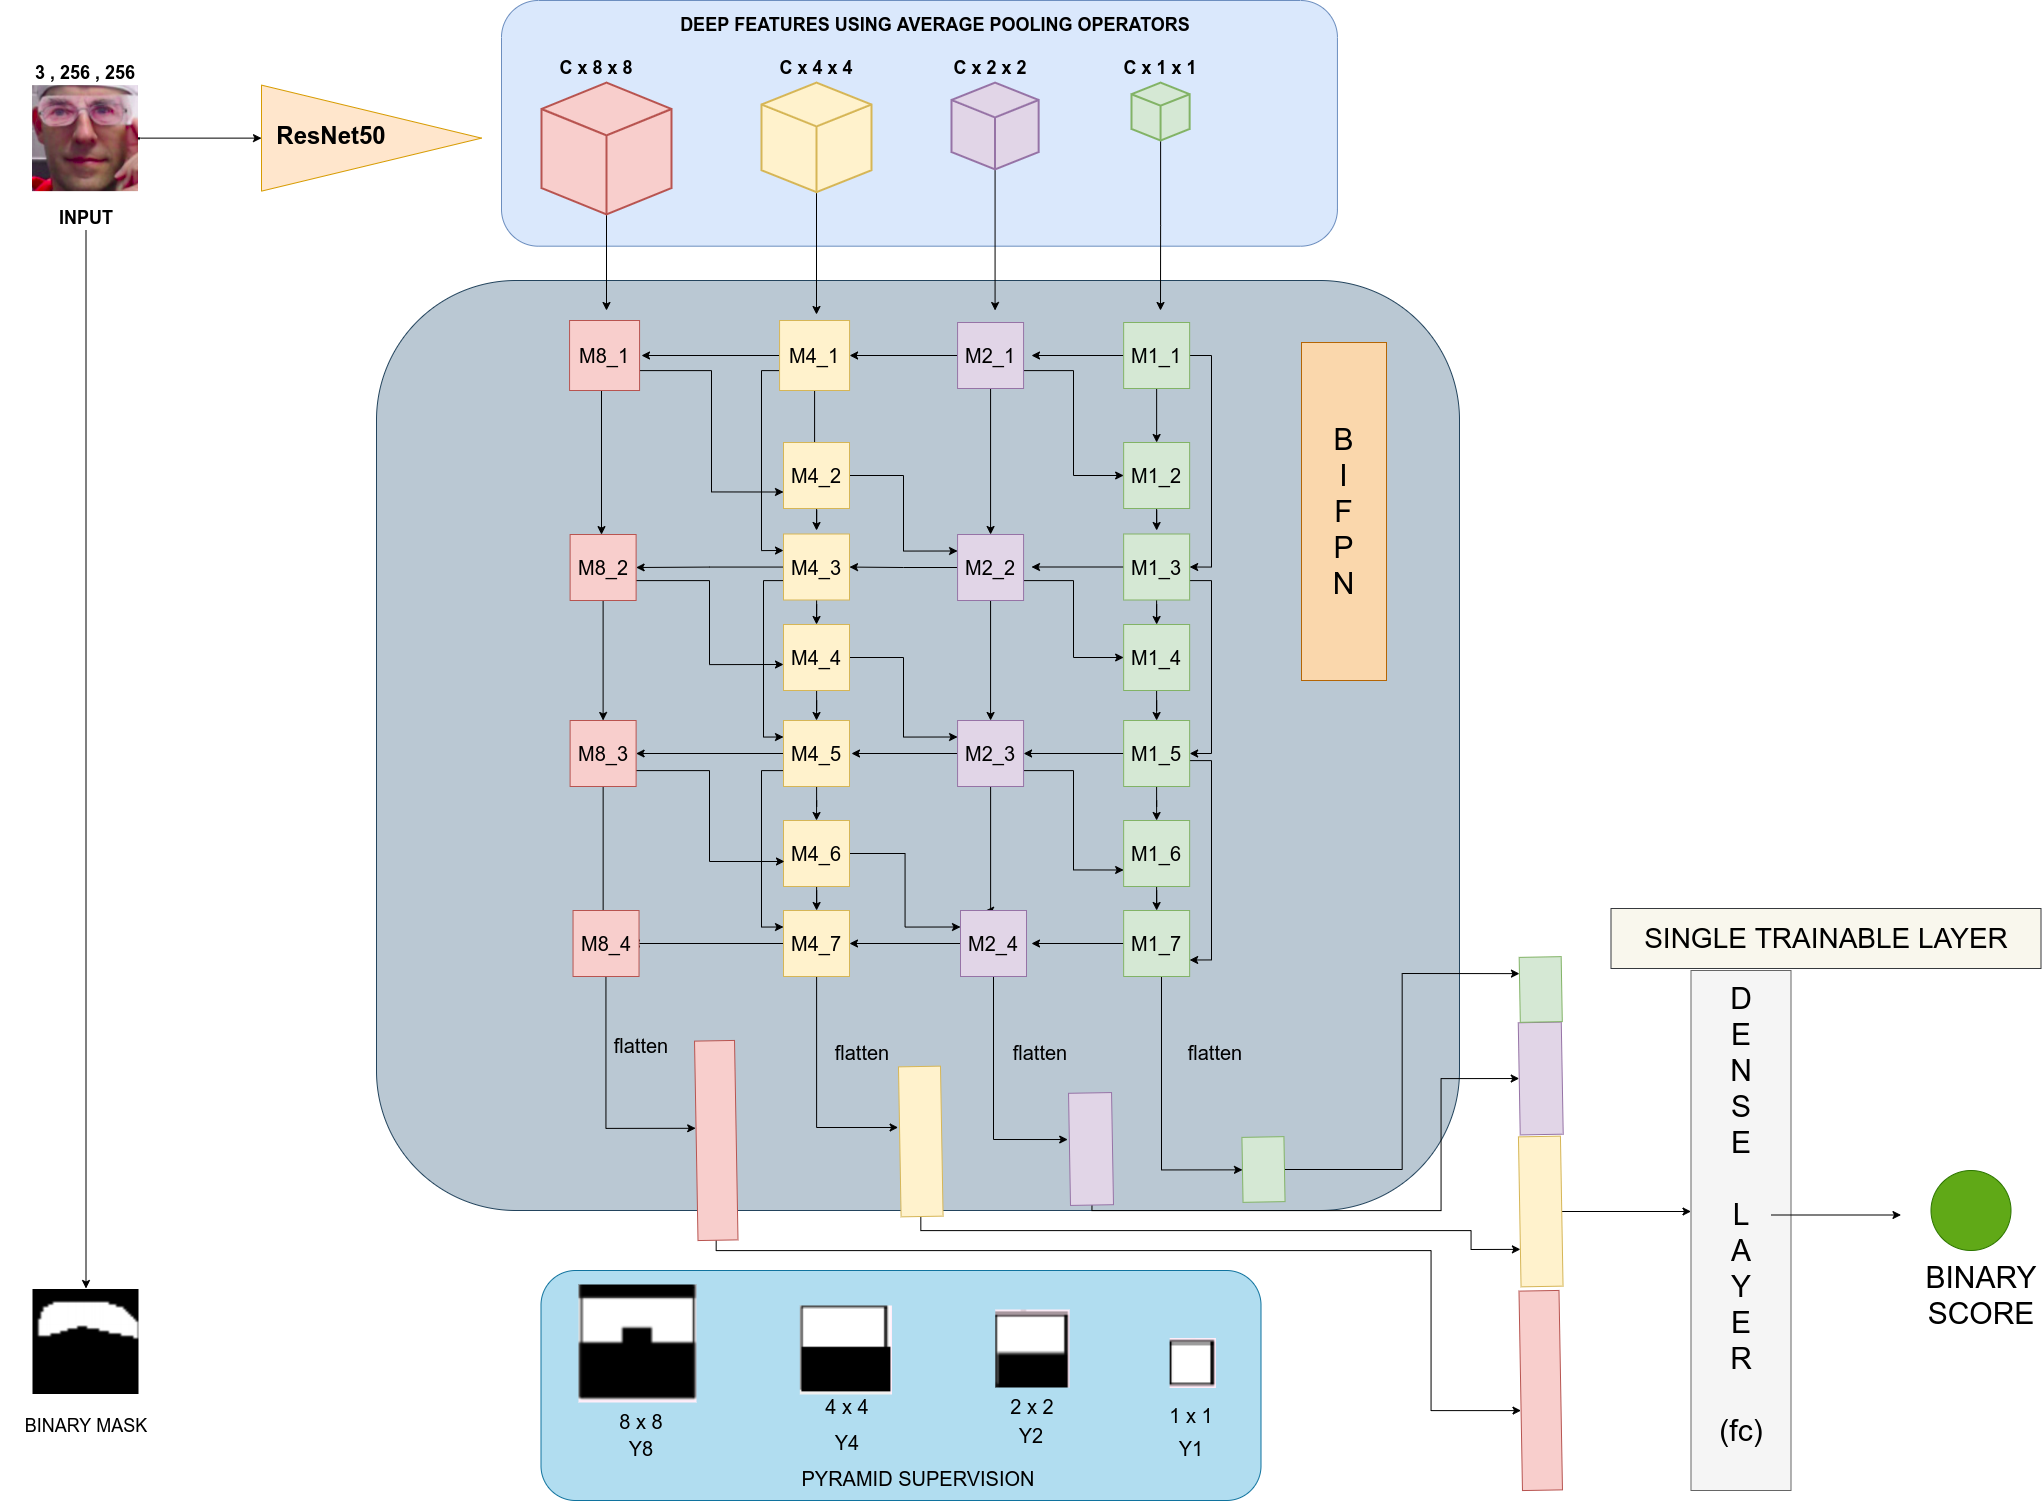 DEEP FEATURES USING AVERAGE POOLING OPERATORS
3 , 256 , 256
C x 8 x 8
C x 4 x 4
C x 2 x 2
C x 1 x 1
ResNet50
INPUT
M8_1
M4_1
M2_1
M1_1
M4_2
M1_2
M8_2
M4_3
M2_2
M1_3
M4_4
M1_4
M8_3
M4_5
M2_3
M1_5
M4_6
M1_6
M8_4
M4_7
M2_4
M1_7
B
I
F
P
N
flatten
flatten
flatten
flatten
SINGLE TRAINABLE LAYER
D
E
N
S
E
L
A
Y
E
R
(fc)
BINARY
SCORE
BINARY MASK
8 x 8
Y8
4 x 4
Y4
2 x 2
Y2
1 x 1
Y1
PYRAMID SUPERVISION